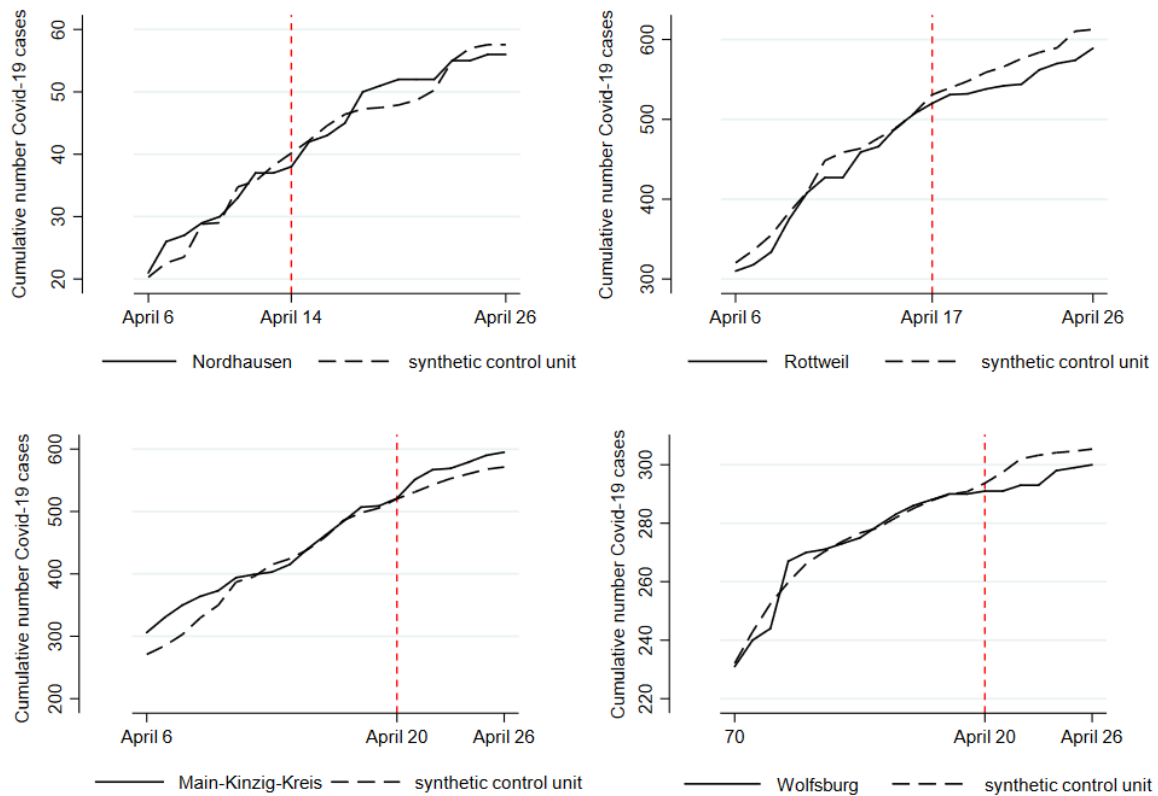 Cumulative number Covid-19 cases
60
50
40
30
20
April 6 April 14 April 26
Nordhausen synthetic control unit
Cumulative number Covid-19 cases
600
500
400
300
April 6 April 17 April 26
Rottweil synthetic control unit
Cumulative number Covid-19 cases
600
500
400
300
200
April 6 April 20 April 26
Main-Kinzig-Kreis synthetic control unit
Cumulative number Covid-19 cases
300
280
260
240
220
70 April 20 April 26
Wolfsburg synthetic control unit